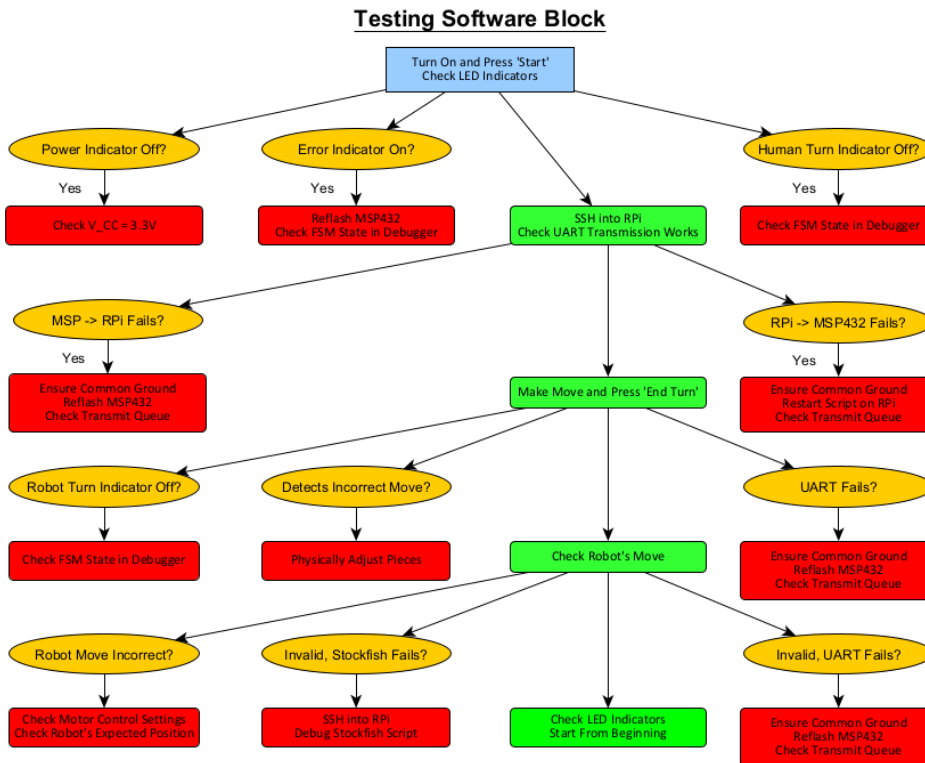 Testing Software Block
Turn On and Press 'Start'
Check LED Indicators
Power Indicator Off?
Error Indicator On?
Human Turn Indicator Off?
Yes
Yes
Yes
Check V_CC = 3.3V
Reflash MSP432
Check FSM State in Debugger
SSH into RPi
Check UART Transmission Works
Check FSM State in Debugger
MSP -> RPi Fails?
RPi -> MSP432 Fails?
Yes
Yes
Ensure Common Ground
Reflash MSP432
Check Transmit Queue
Make Move and Press 'End Turn'
Ensure Common Ground
Restart Script on RPi
Check Transmit Queue
Robot Turn Indicator Off?
Detects Incorrect Move?
UART Fails?
Check FSM State in Debugger
Physically Adjust Pieces
Check Robot's Move
Ensure Common Ground
Reflash MSP432
Check Transmit Queue
Robot Move Incorrect?
Invalid, Stockfish Fails?
Invalid, UART Fails?
Check Motor Control Settings
Check Robot's Expected Position
SSH into RPi
Debug Stockfish Script
Check LED Indicators
Start From Beginning
Ensure Common Ground
Reflash MSP432
Check Transmit Queue